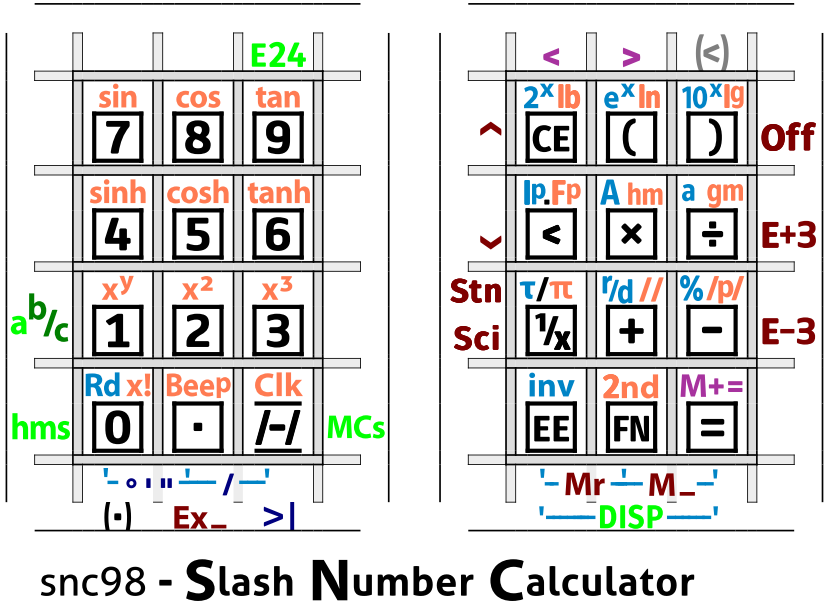 E24 < > (<)
sin cos tan 2ˣ lb eˣ ln 10ˣ lg
7 8 9 ^ CE ( ) Off
sinh cosh tanh Ip.Fp A hm a gm
4 5 6 ⌄ < × ÷ E+3
xʸ x² x³ Stn τ/π r/d // %/p/
a b/c 1 2 3 Sci 1/x + − E−3
Rd x! Beep Clk inv 2nd M+=
hms 0 · /-/ MCs EE FN =
'- ° ' " '— / —' '- Mr -'- M_ -'
(·) Ex_ >| '—DISP—'
snc98 - Slash Number Calculator